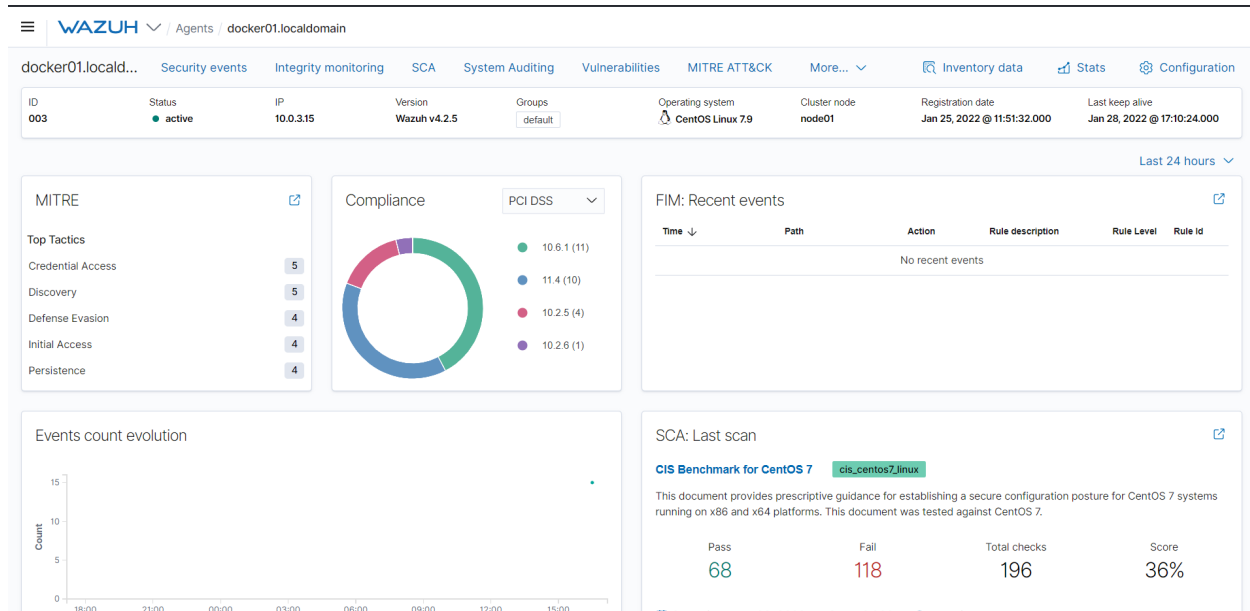 WAZUH / Agents / docker01.localdomain
docker01.locald... Security events Integrity monitoring SCA System Auditing Vulnerabilities MITRE ATT&CK More... Inventory data Stats Configuration
ID Status IP Version Groups Operating system Cluster node Registration date Last keep alive
003 active 10.0.3.15 Wazuh v4.2.5 default CentOS Linux 7.9 node01 Jan 25, 2022 @ 11:51:32.000 Jan 28, 2022 @ 17:10:24.000
Last 24 hours
MITRE
Top Tactics
Credential Access 5
Discovery 5
Defense Evasion 4
Initial Access 4
Persistence 4
Compliance PCI DSS
10.6.1 (11)
11.4 (10)
10.2.5 (4)
10.2.6 (1)
FIM: Recent events
Time Path Action Rule description Rule Level Rule Id
No recent events
Events count evolution
Count
15
10
5
0
18:00 21:00 00:00 03:00 06:00 09:00 12:00 15:00
SCA: Last scan
CIS Benchmark for CentOS 7 cis_centos7_linux
This document provides prescriptive guidance for establishing a secure configuration posture for CentOS 7 systems
running on x86 and x64 platforms. This document was tested against CentOS 7.
Pass Fail Total checks Score
68 118 196 36%